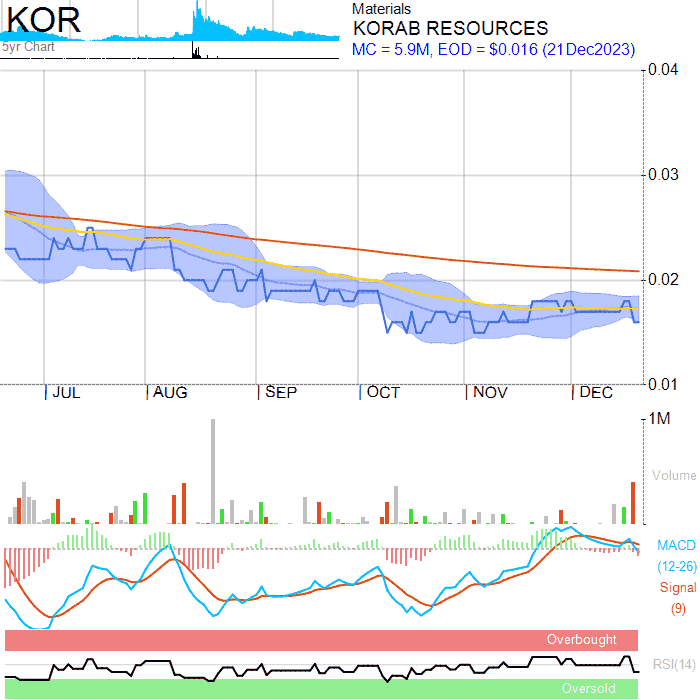 KOR
5yr Chart
Materials
KORAB RESOURCES
MC = 5.9M, EOD = $0.016 (21Dec2023)
0.04
0.03
0.02
0.01
JUL AUG SEP OCT NOV DEC
1M
Volume
MACD
(12-26)
Signal
(9)
Overbought
RSI(14)
Oversold